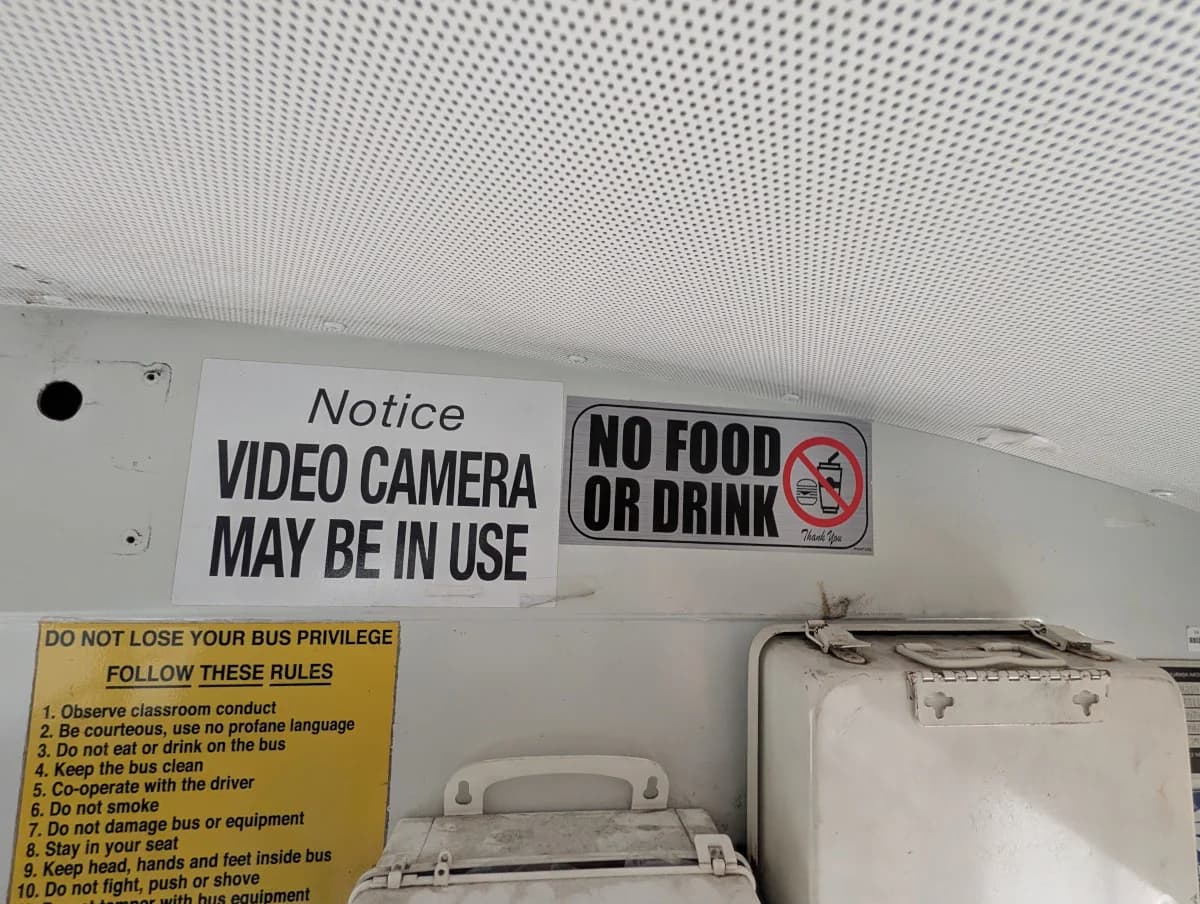 Notice
VIDEO CAMERA
MAY BE IN USE
NO FOOD
OR DRINK
Thank You
DO NOT LOSE YOUR BUS PRIVILEGE
FOLLOW THESE RULES
1. Observe classroom conduct
2. Be courteous, use no profane language
3. Do not eat or drink on the bus
4. Keep the bus clean
5. Co-operate with the driver
6. Do not smoke
7. Do not damage bus or equipment
8. Stay in your seat
9. Keep head, hands and feet inside bus
10. Do not fight, push or shove
with bus equipment